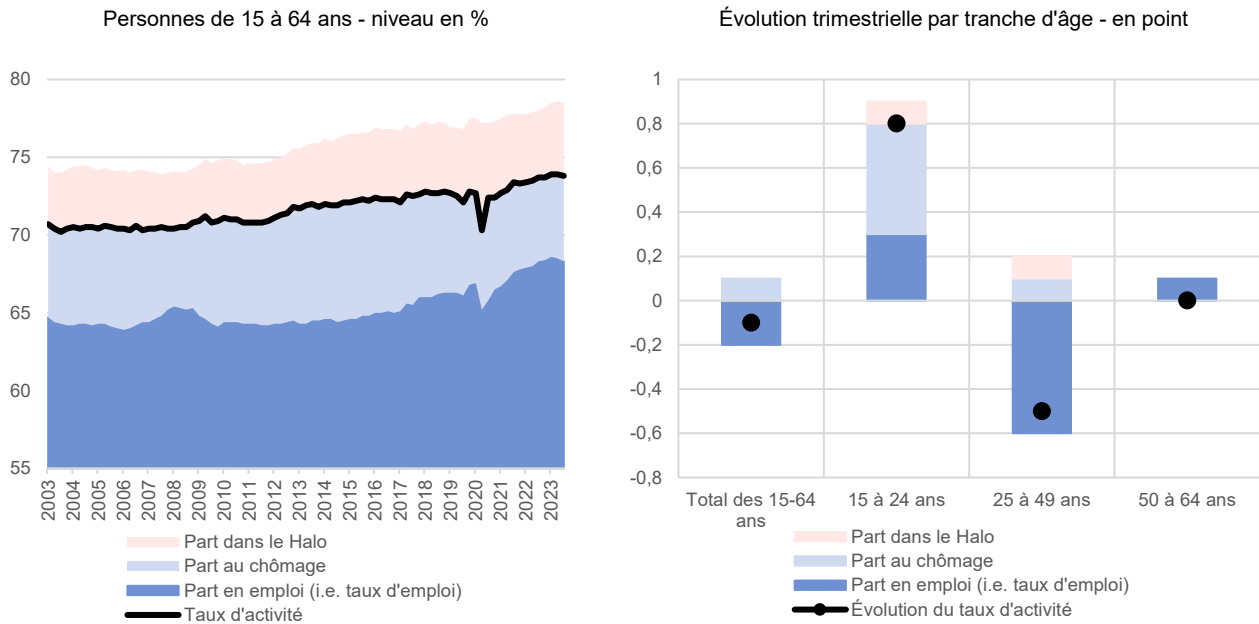 Personnes de 15 à 64 ans - niveau en %
80
75
70
65
60
55
2003
2004
2005
2006
2007
2008
2009
2010
2011
2012
2013
2014
2015
2016
2017
2018
2019
2020
2021
2022
2023
Part dans le Halo
Part au chômage
Part en emploi (i.e. taux d'emploi)
Taux d'activité
Évolution trimestrielle par tranche d'âge - en point
1
0,8
0,6
0,4
0,2
0
-0,2
-0,4
-0,6
-0,8
Total des 15-64
ans
15 à 24 ans
25 à 49 ans
50 à 64 ans
Part dans le Halo
Part au chômage
Part en emploi (i.e. taux d'emploi)
Évolution du taux d'activité